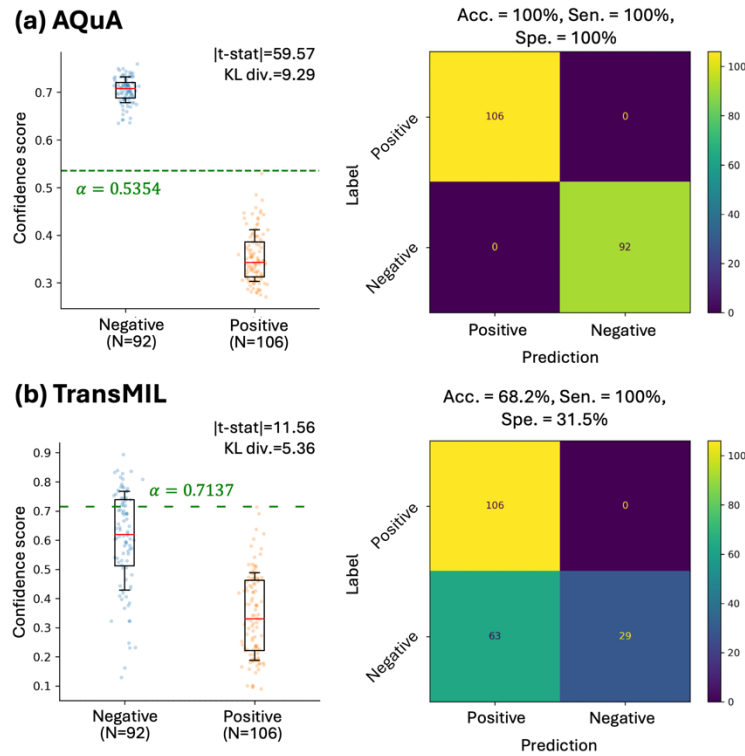 (a) AQuA
|t-stat|=59.57
KL div.=9.29
Confidence score
0.7
0.6
0.5
0.4
0.3
α = 0.5354
Negative
(N=92)
Positive
(N=106)
Acc. = 100%, Sen. = 100%,
Spe. = 100%
Label
Positive
Negative
106
0
0
92
Positive
Negative
Prediction
100
80
60
40
20
0
(b) TransMIL
|t-stat|=11.56
KL div.=5.36
Confidence score
0.9
0.8
0.7
0.6
0.5
0.4
0.3
0.2
0.1
α = 0.7137
Negative
(N=92)
Positive
(N=106)
Acc. = 68.2%, Sen. = 100%,
Spe. = 31.5%
Label
Positive
Negative
106
0
63
29
Positive
Negative
Prediction
100
80
60
40
20
0